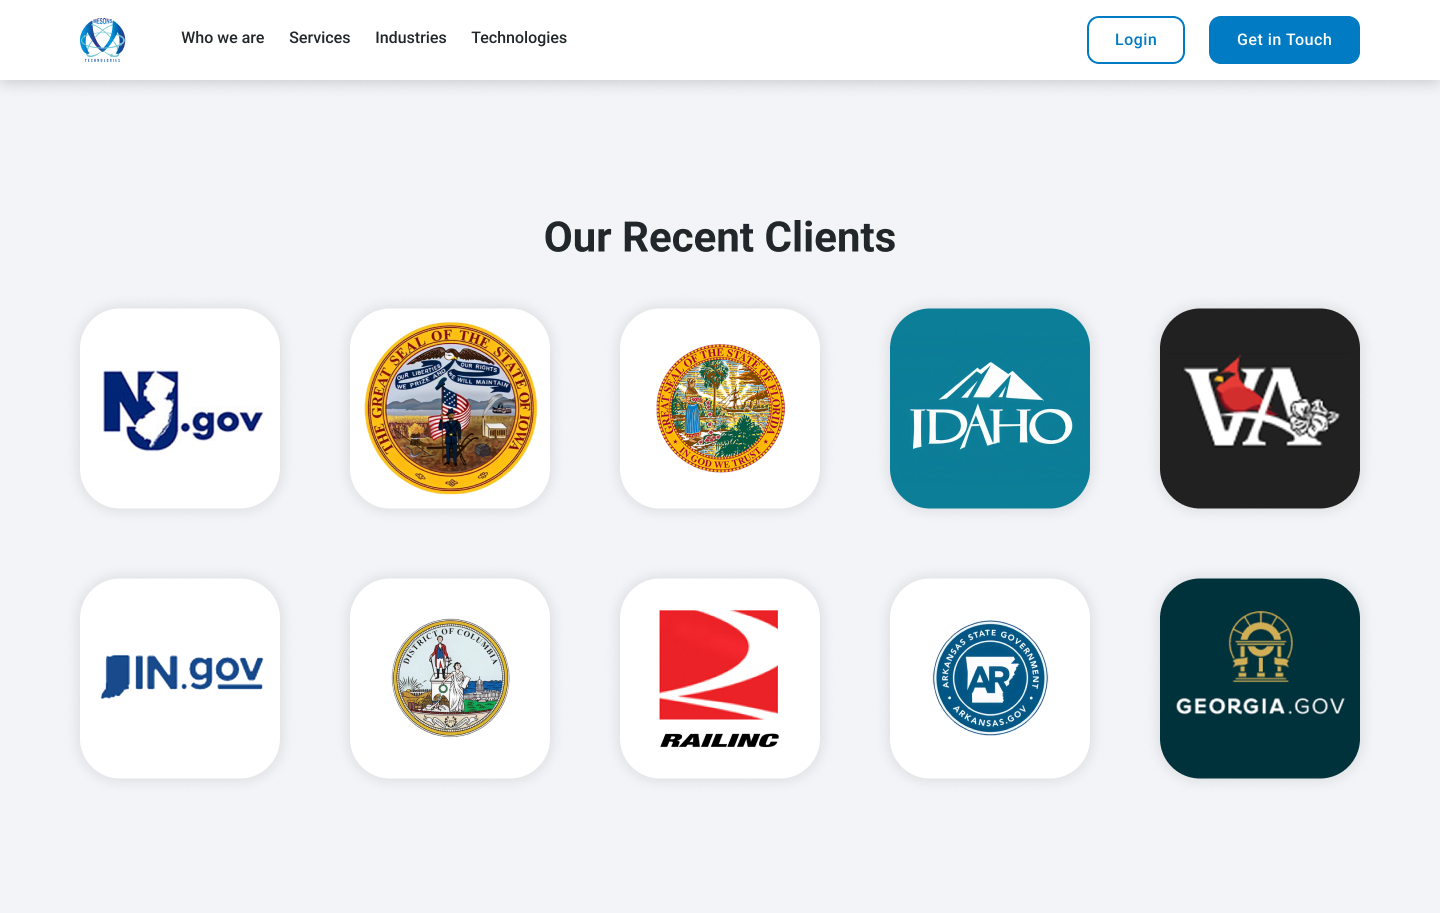 MESONS
TECHNOLOGIES
Who we are
Services
Industries
Technologies
Login
Get in Touch
Our Recent Clients
NJ.gov
THE GREAT SEAL OF THE STATE OF IOWA
OUR LIBERTIES WE PRIZE AND OUR RIGHTS WE WILL MAINTAIN
GREAT SEAL OF THE STATE OF FLORIDA
IN GOD WE TRUST
IDAHO
VA
IN.gov
DISTRICT OF COLUMBIA
RAILINC
ARKANSAS STATE GOVERNMENT
AR
ARKANSAS.GOV
GEORGIA.GOV